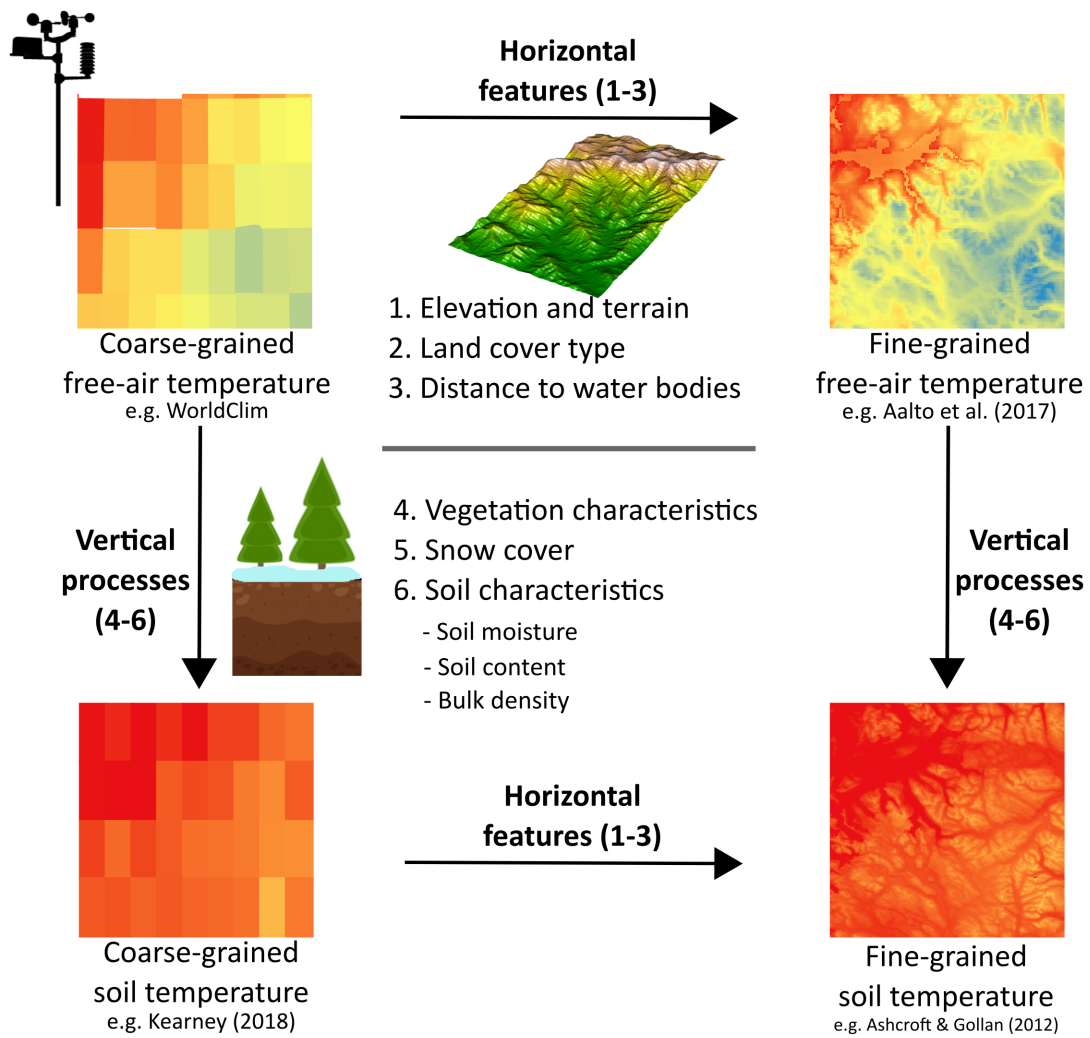 Horizontal
features (1-3)
1. Elevation and terrain
2. Land cover type
3. Distance to water bodies
Coarse-grained
free-air temperature
e.g. WorldClim
Fine-grained
free-air temperature
e.g. Aalto et al. (2017)
Vertical
processes
(4-6)
4. Vegetation characteristics
5. Snow cover
6. Soil characteristics
- Soil moisture
- Soil content
- Bulk density
Vertical
processes
(4-6)
Horizontal
features (1-3)
Coarse-grained
soil temperature
e.g. Kearney (2018)
Fine-grained
soil temperature
e.g. Ashcroft & Gollan (2012)